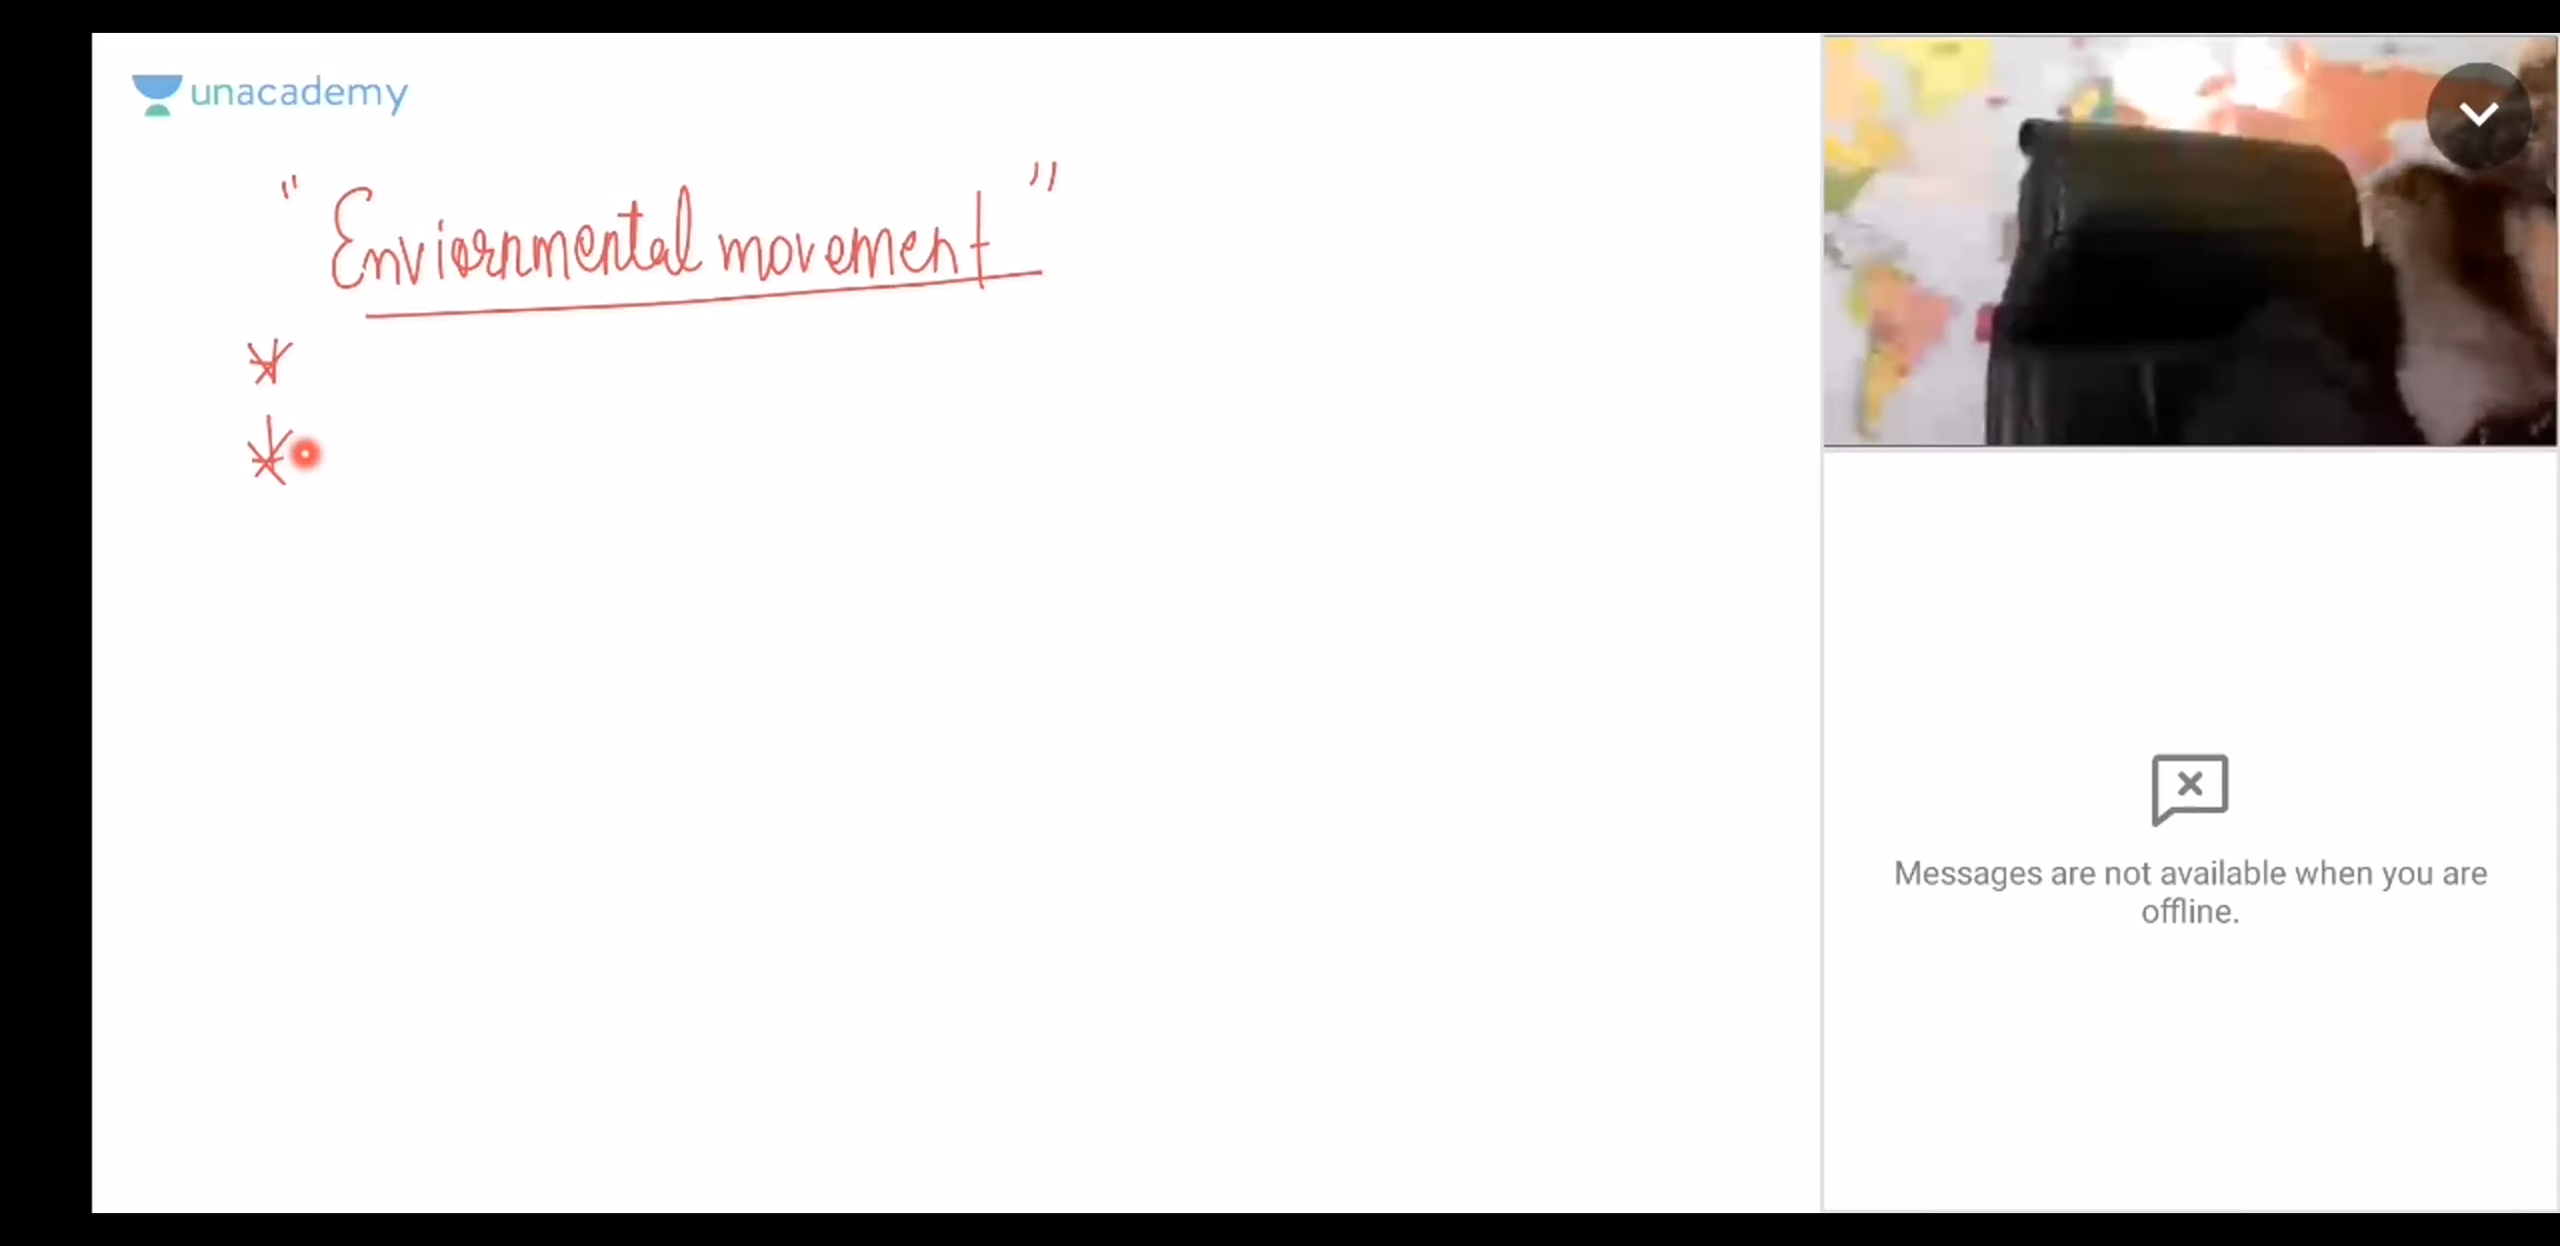 unacademy
" Enviornmental movement "
*
*
Messages are not available when you are
offline.